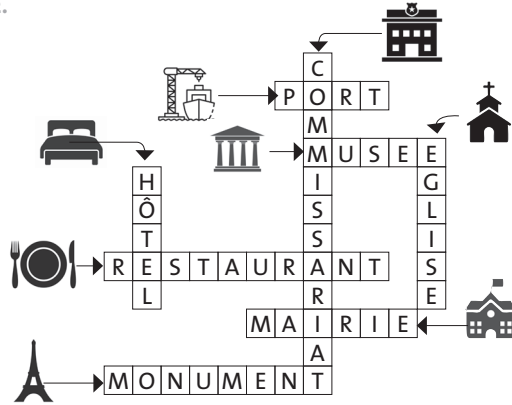 COMMISSARIAT
PORT
MUSEE
EGLISE
HÔTEL
RESTAURANT
MAIRIE
MONUMENT